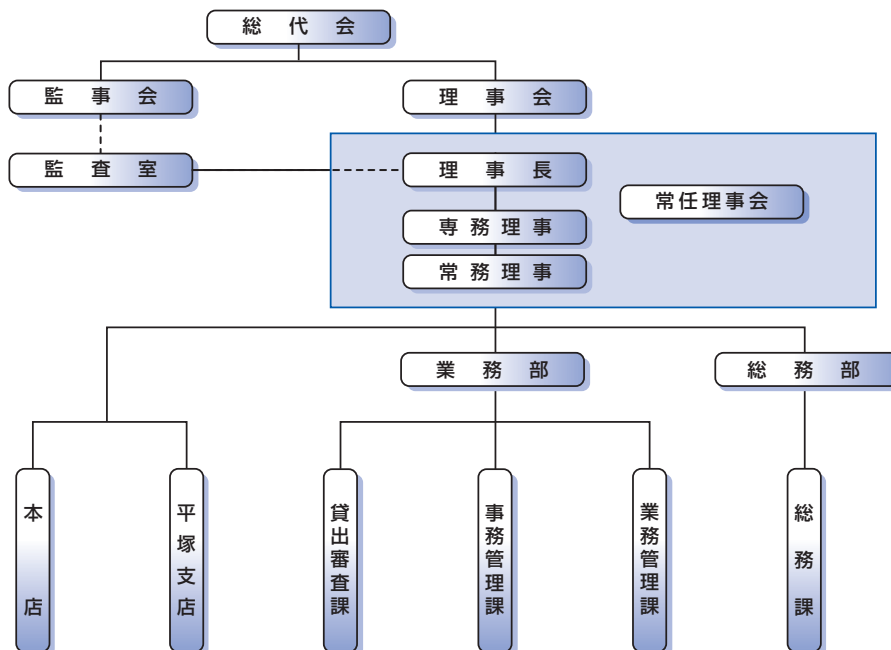 総代会
監事会
理事会
監査室
理事長
常任理事会
専務理事
常務理事
業務部
総務部
本店
平塚支店
貸出審査課
事務管理課
業務管理課
総務課